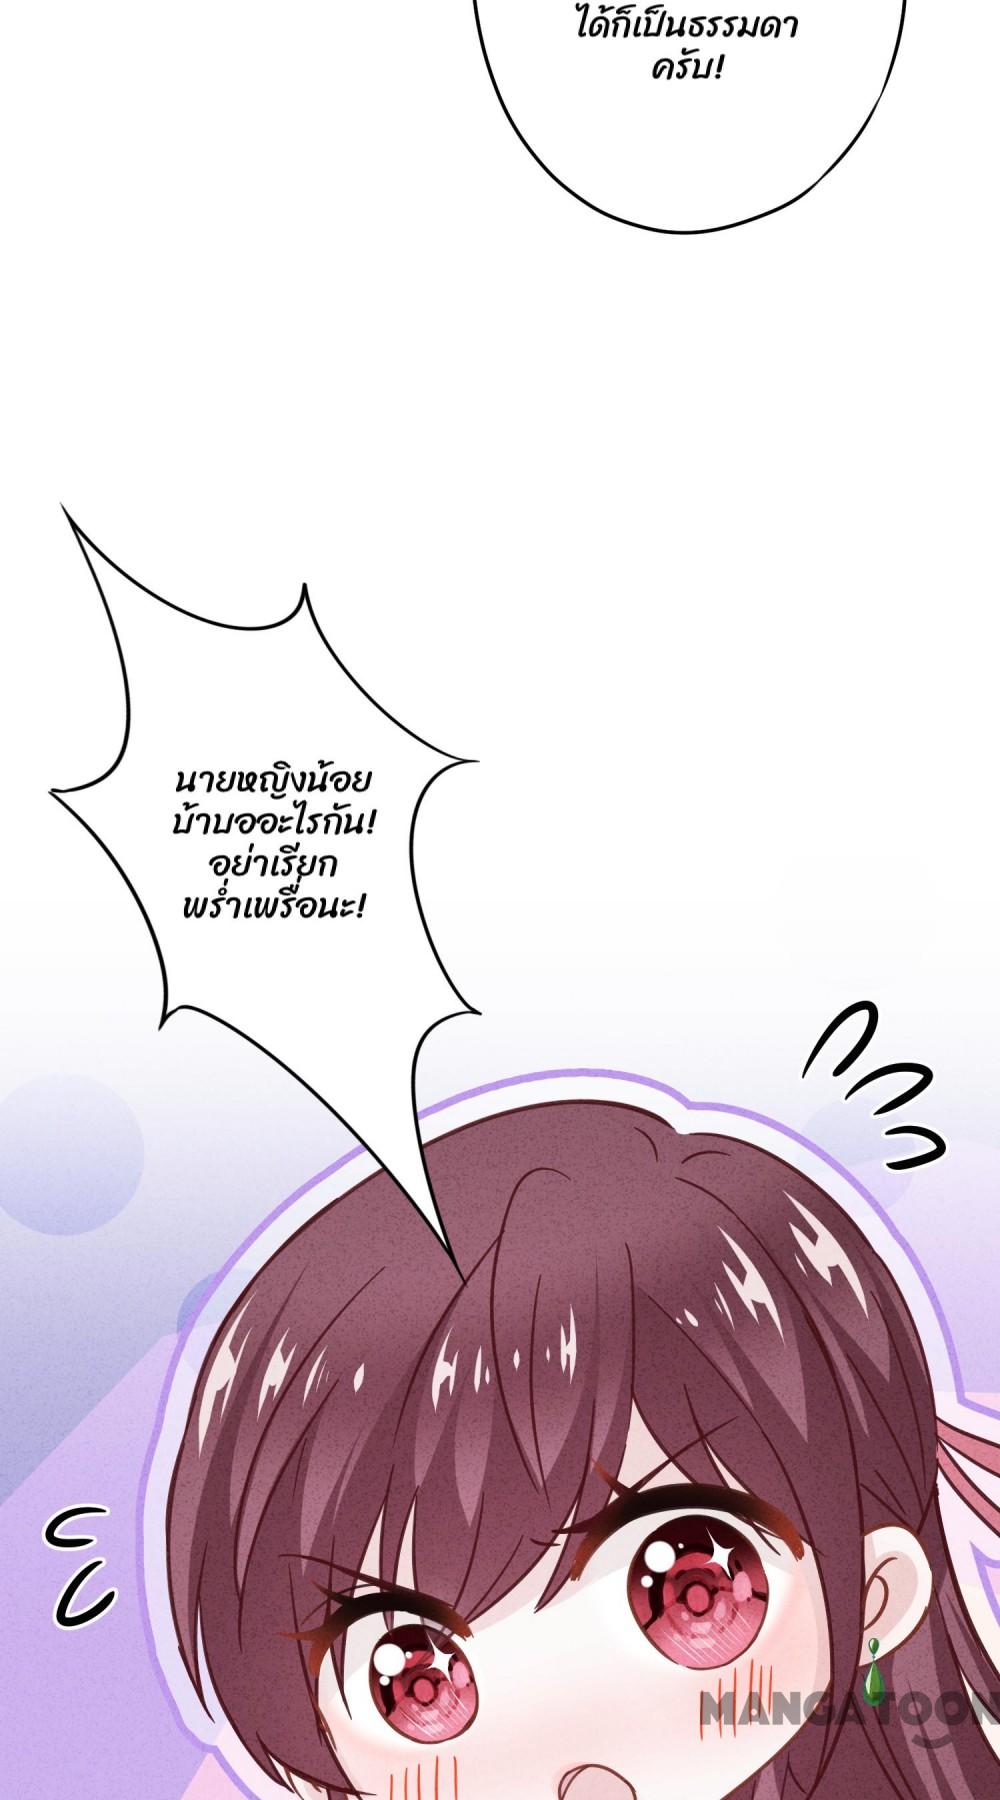 ได้ก็เป็นธรรมดา
ครับ!
นายหญิงน้อย
บ้าบออะไรกัน!
อย่าเรียก
พร่ำเพรื่อนะ!
MANGATOON